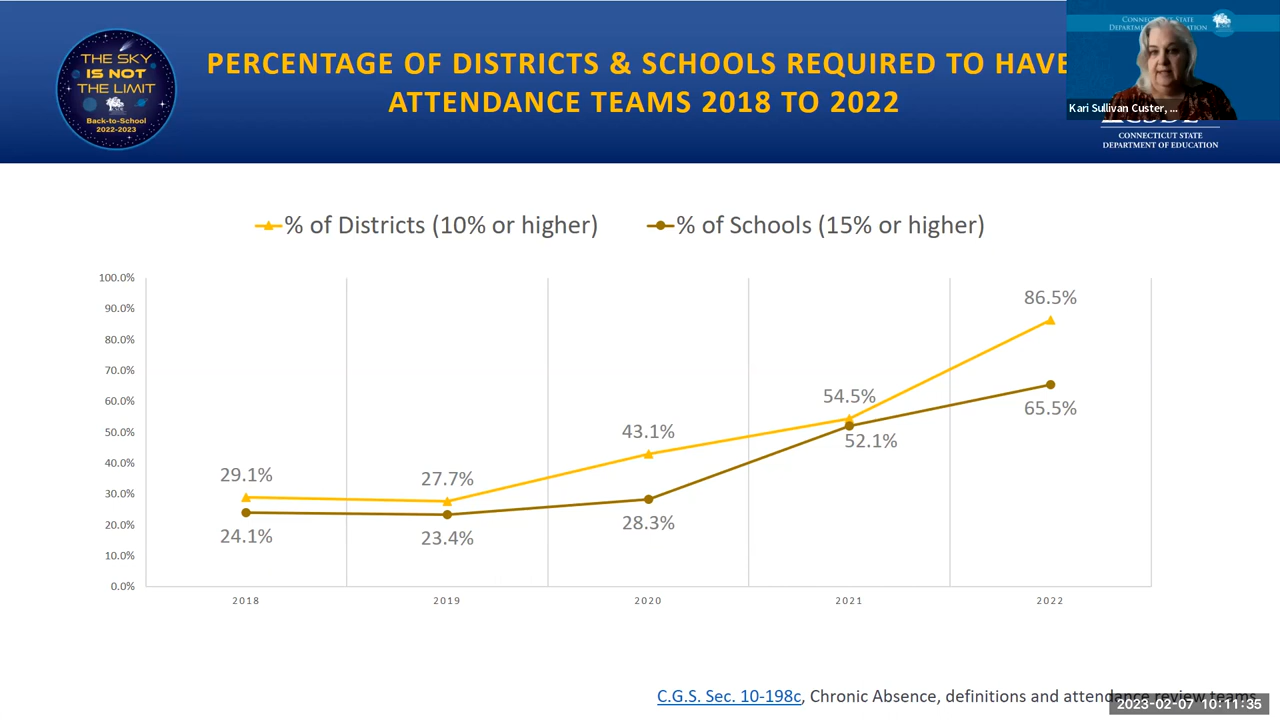 THE SKY
IS NOT
THE LIMIT
Back-to-School
2022-2023
PERCENTAGE OF DISTRICTS & SCHOOLS REQUIRED TO HAVE
ATTENDANCE TEAMS 2018 TO 2022
CONNECTICUT STATE
DEPARTMENT OF EDUCATION
Kari Sullivan Custer, ...
CONNECTICUT STATE
DEPARTMENT OF EDUCATION
% of Districts (10% or higher)
% of Schools (15% or higher)
100.0%
90.0%
80.0%
70.0%
60.0%
50.0%
40.0%
30.0%
20.0%
10.0%
0.0%
29.1%
27.7%
43.1%
54.5%
86.5%
24.1%
23.4%
28.3%
52.1%
65.5%
2018
2019
2020
2021
2022
C.G.S. Sec. 10-198c, Chronic Absence, definitions and attendance review teams
2023-02-07 10:11:35